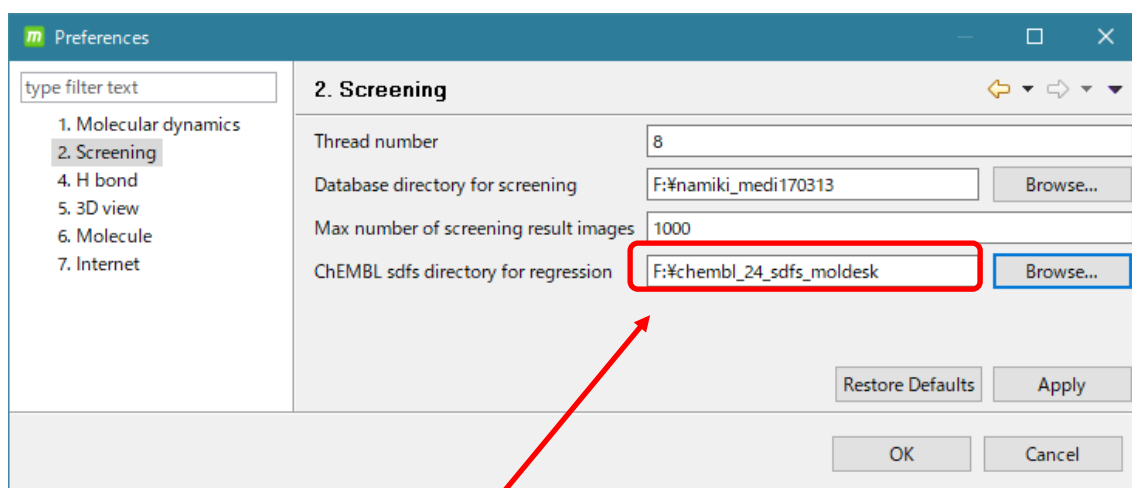 Preferences
type filter text
1. Molecular dynamics
2. Screening
4. H bond
5. 3D view
6. Molecule
7. Internet
2. Screening
Thread number 8
Database directory for screening F:¥namiki_medi170313 Browse...
Max number of screening result images 1000
ChEMBL sdfs directory for regression F:¥chembl_24_sdfs_moldesk Browse...
Restore Defaults Apply
OK Cancel